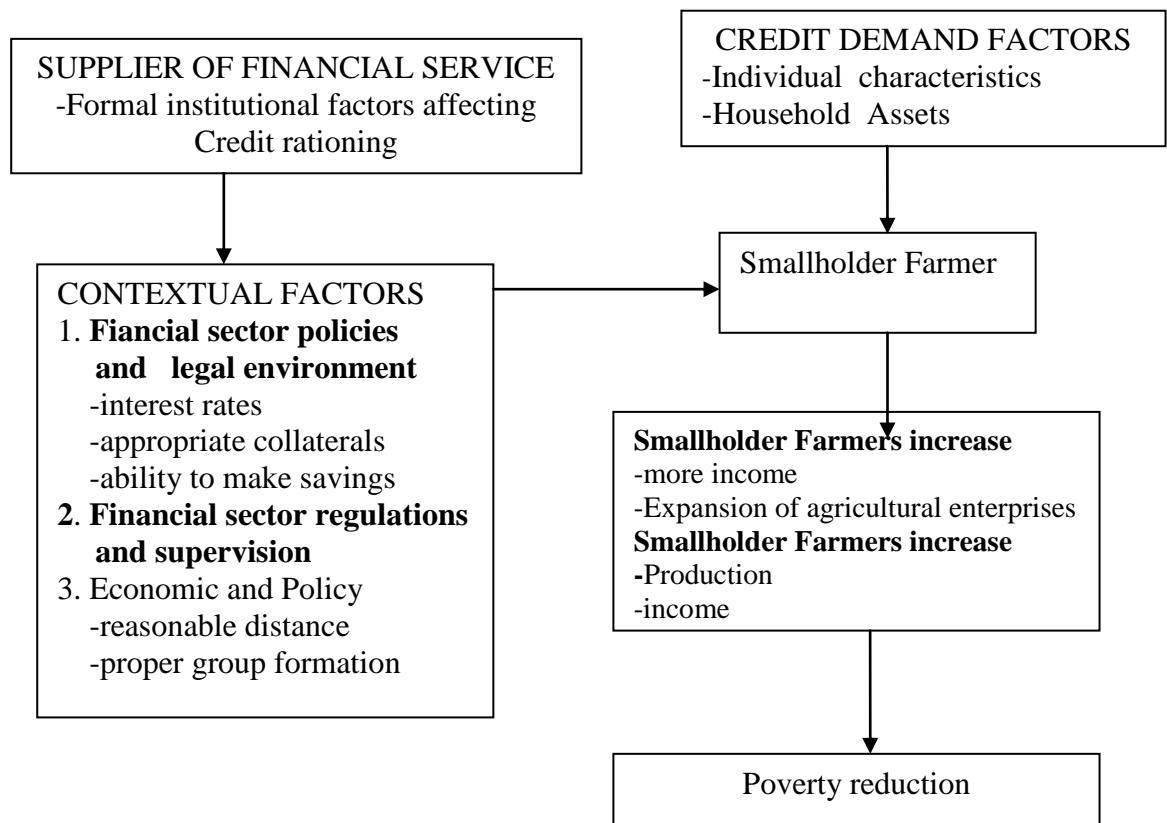 SUPPLIER OF FINANCIAL SERVICE
-Formal institutional factors affecting
Credit rationing
CREDIT DEMAND FACTORS
-Individual characteristics
-Household Assets
CONTEXTUAL FACTORS
1. Fiancial sector policies
and legal environment
-interest rates
-appropriate collaterals
-ability to make savings
2. Financial sector regulations
and supervision
3. Economic and Policy
-reasonable distance
-proper group formation
Smallholder Farmer
Smallholder Farmers increase
-more income
-Expansion of agricultural enterprises
Smallholder Farmers increase
-Production
-income
Poverty reduction